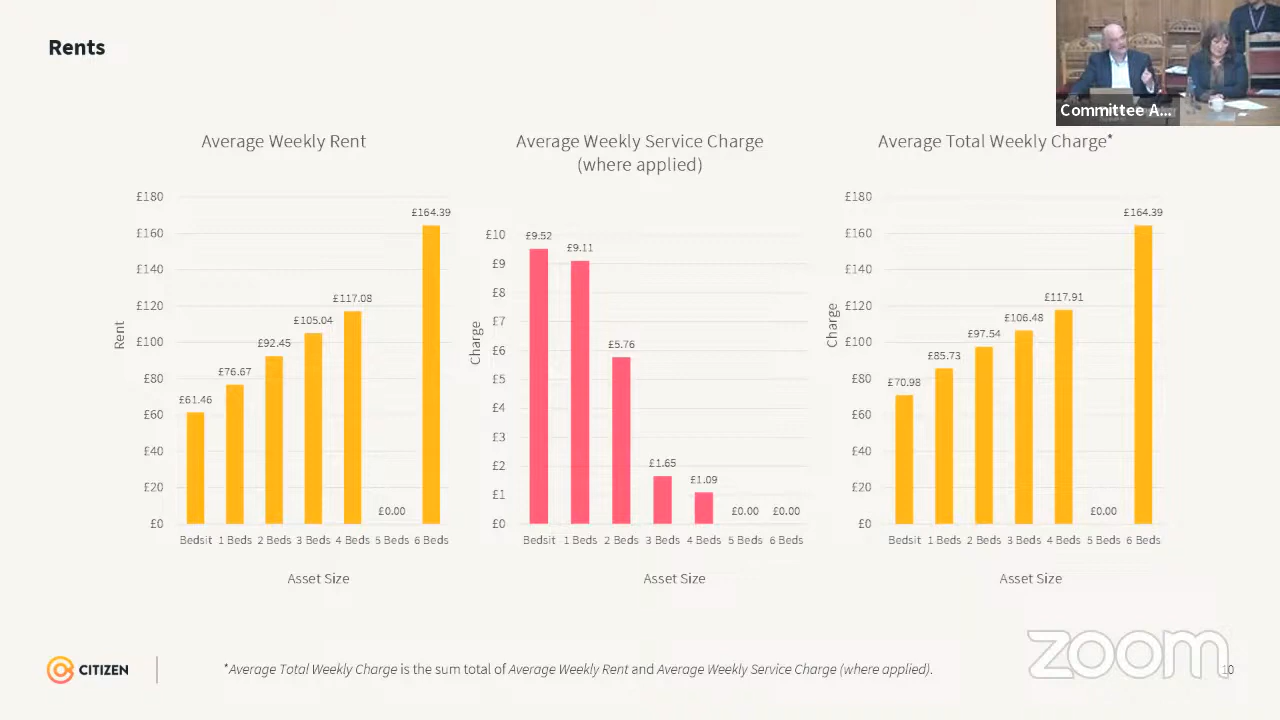 Rents
Committee A...
Average Weekly Rent
£180
£160
£140
£120
£100
£80
£60
£40
£20
£0
Rent
£61.46
£76.67
£92.45
£105.04
£117.08
£0.00
£164.39
Bedsit 1 Beds 2 Beds 3 Beds 4 Beds 5 Beds 6 Beds
Asset Size
Average Weekly Service Charge
(where applied)
£10
£9
£8
£7
£6
£5
£4
£3
£2
£1
£0
Charge
£9.52
£9.11
£5.76
£1.65
£1.09
£0.00
£0.00
Bedsit 1 Beds 2 Beds 3 Beds 4 Beds 5 Beds 6 Beds
Asset Size
Average Total Weekly Charge*
£180
£160
£140
£120
£100
£80
£60
£40
£20
£0
Charge
£70.98
£85.73
£97.54
£106.48
£117.91
£0.00
£164.39
Bedsit 1 Beds 2 Beds 3 Beds 4 Beds 5 Beds 6 Beds
Asset Size
CITIZEN
*Average Total Weekly Charge is the sum total of Average Weekly Rent and Average Weekly Service Charge (where applied).
zoom
10